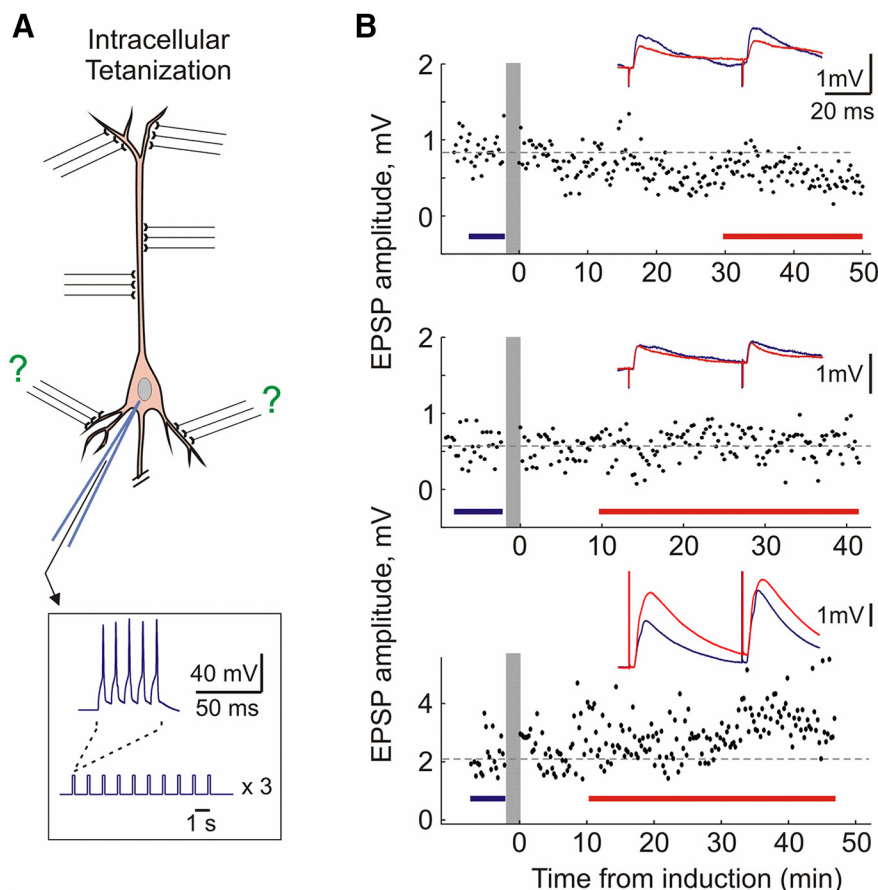 A
Intracellular
Tetanization
?
?
40 mV
50 ms
x 3
1 s
B
EPSP amplitude, mV
EPSP amplitude, mV
2
1
0
1mV
20 ms
0 10 20 30 40 50
2
1
0
1mV
0 10 20 30 40
4
2
0
1mV
0 10 20 30 40 50
Time from induction (min)